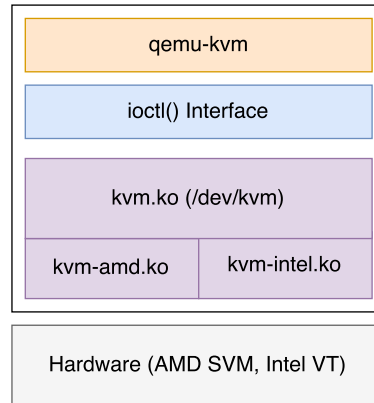 qemu-kvm
ioctl() Interface
kvm.ko (/dev/kvm)
kvm-amd.ko
kvm-intel.ko
Hardware (AMD SVM, Intel VT)